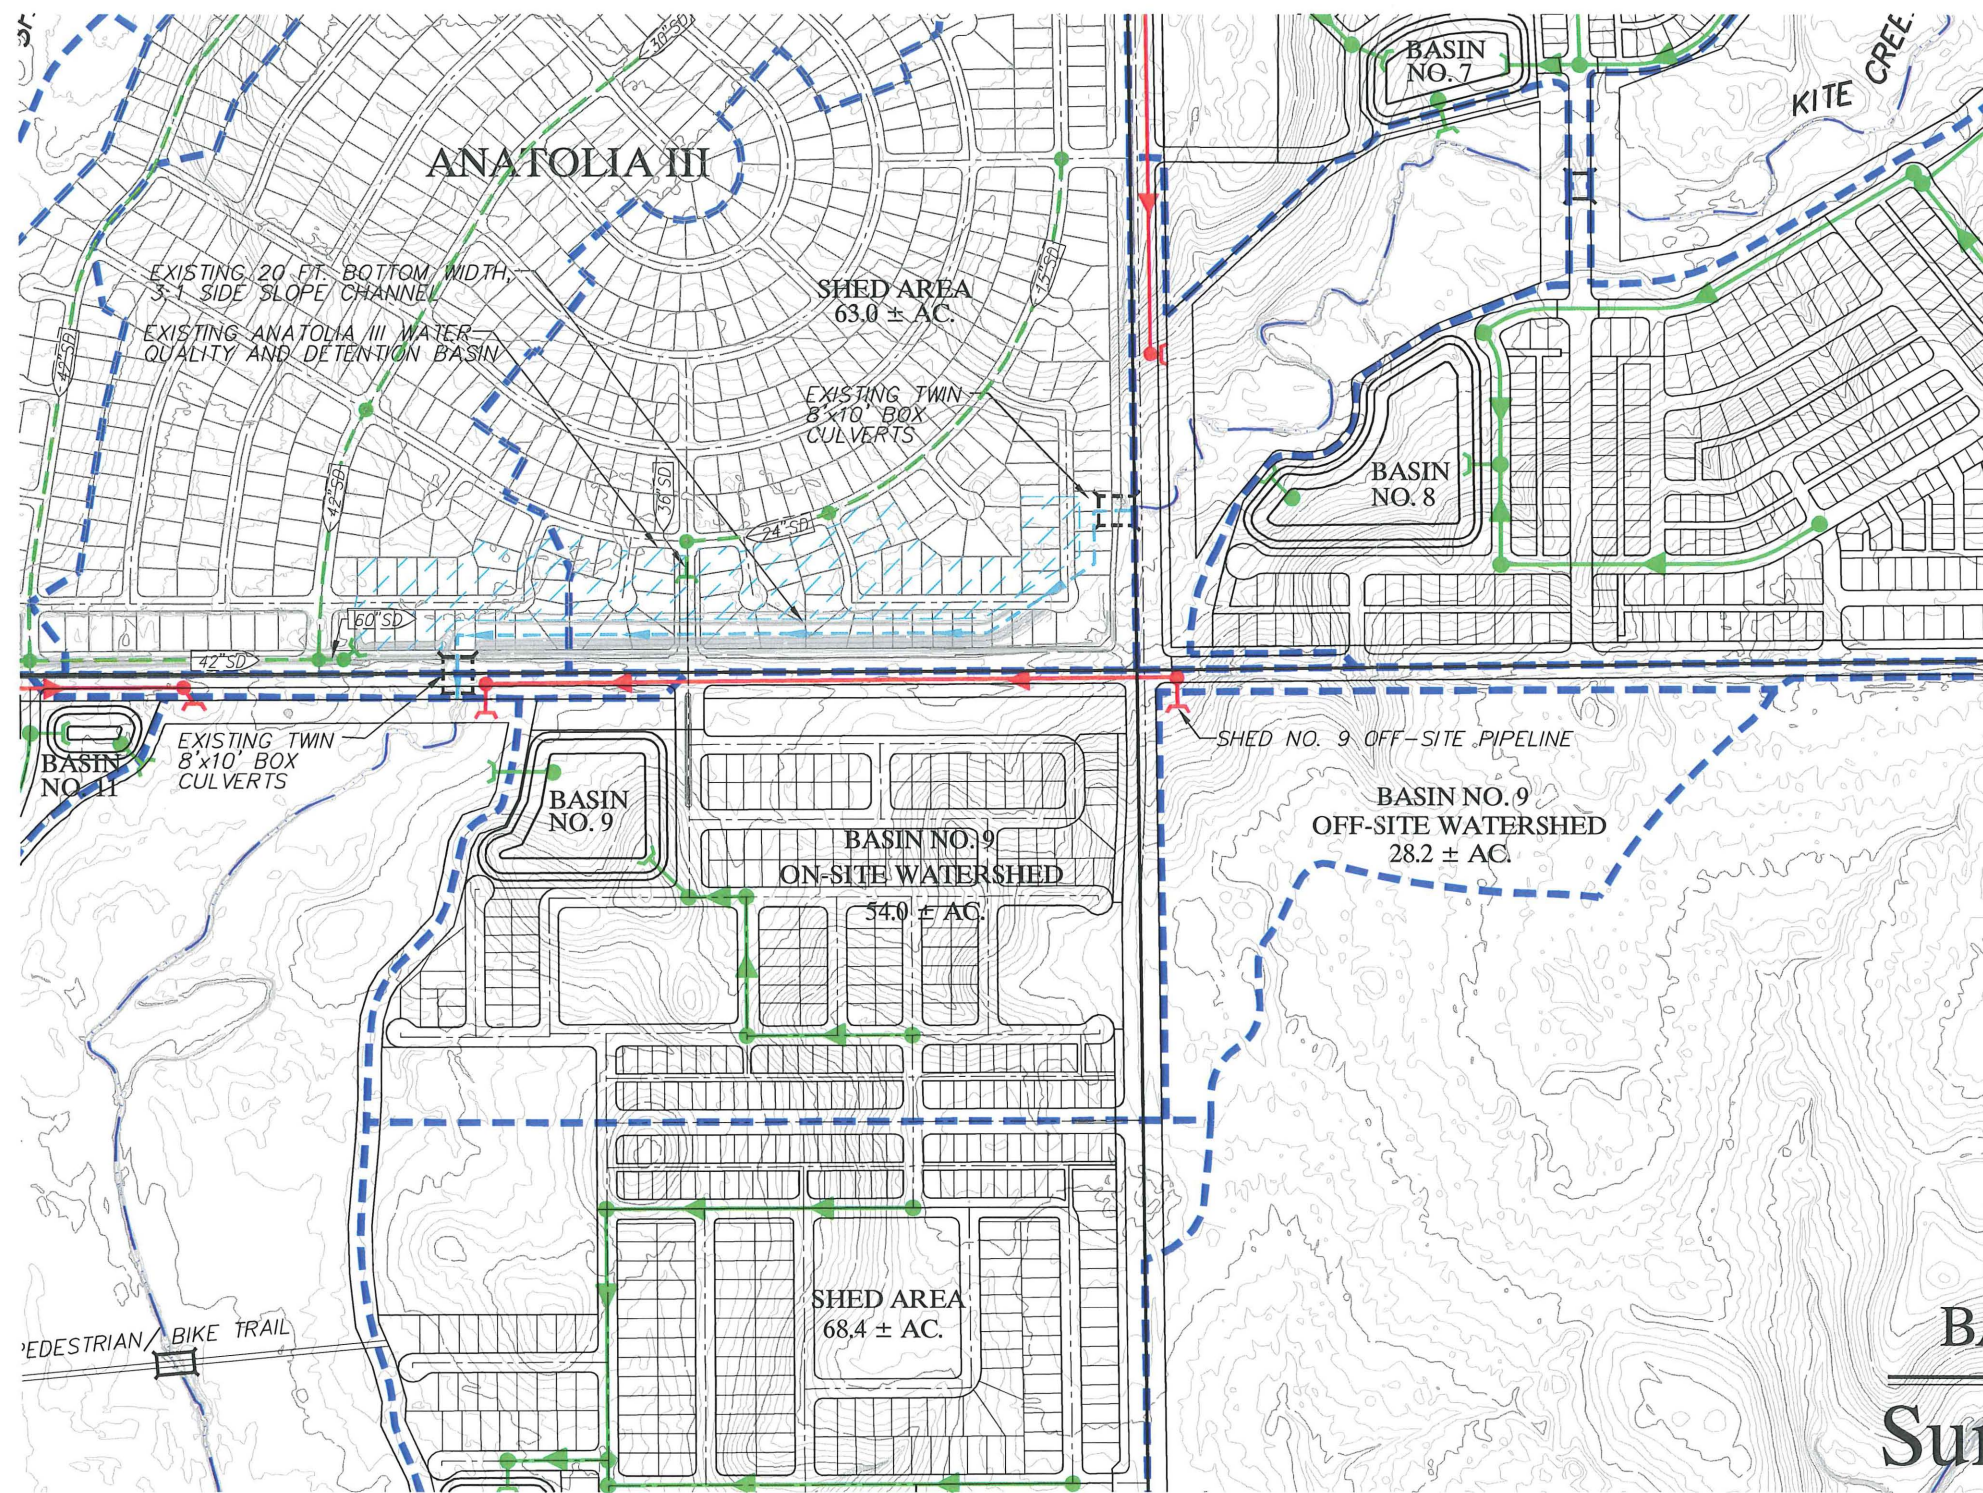 BASIN
NO. 7
KITE CREE
30"SD
ANATOLIA III
EXISTING 20 FT. BOTTOM WIDTH,
3:1 SIDE SLOPE CHANNEL
SHED AREA
63.0 ± AC.
45"SD
EXISTING ANATOLIA III WATER
QUALITY AND DETENTION BASIN
42"SD
EXISTING TWIN
8'x10' BOX
CULVERTS
BASIN
NO. 8
42"SD
36"SD
24"SD
60"SD
42"SD
EXISTING TWIN
8'x10' BOX
CULVERTS
BASIN
NO. 11
SHED NO. 9 OFF-SITE PIPELINE
BASIN
NO. 9
BASIN NO. 9
OFF-SITE WATERSHED
28.2 ± AC.
BASIN NO. 9
ON-SITE WATERSHED
54.0 ± AC.
SHED AREA
68.4 ± AC.
PEDESTRIAN/ BIKE TRAIL
BA
Sun